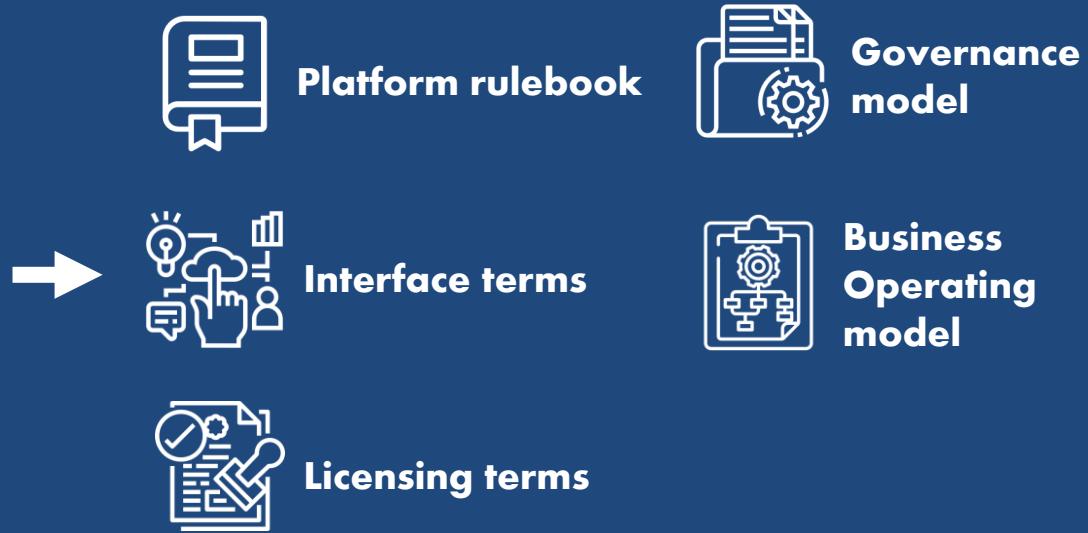 Platform rulebook
Governance
model
Interface terms
Business
Operating
model
Licensing terms